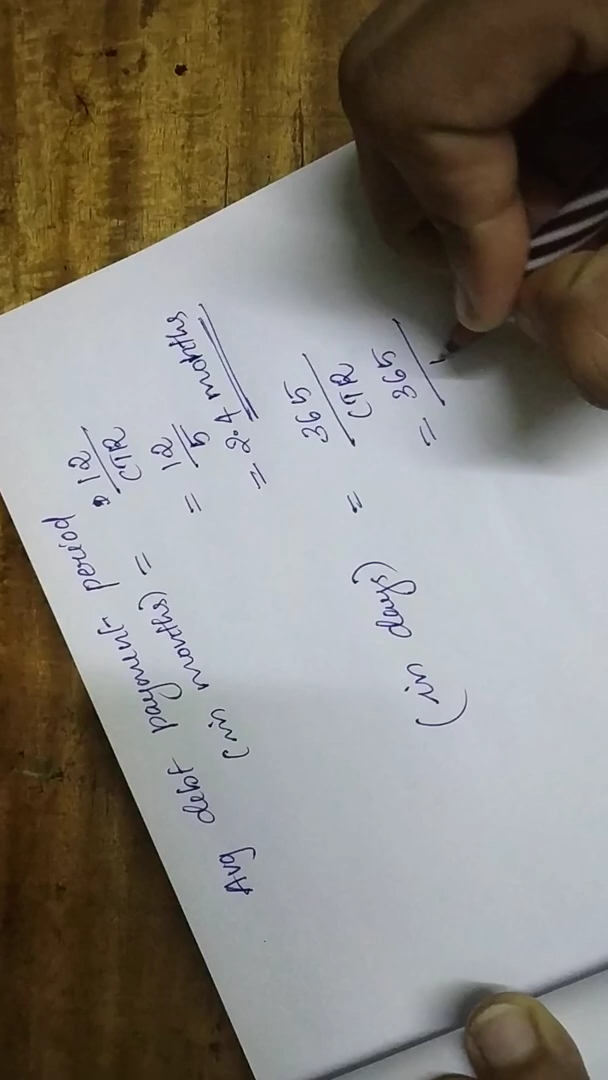 Avg debt payment period
(in months) = 12/CTR
= 12/5
= 2.4 months
(in days) = 365/CTR
= 365/